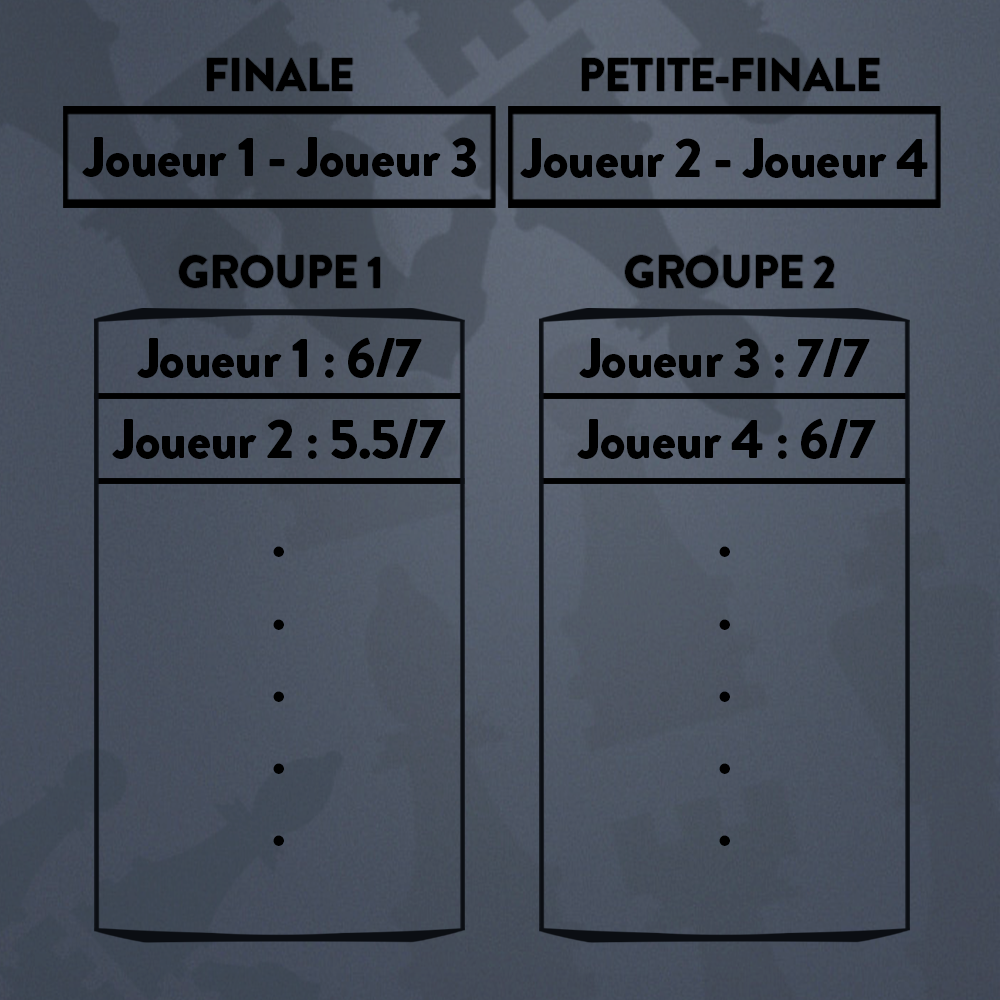 FINALE
Joueur 1 - Joueur 3
PETITE-FINALE
Joueur 2 - Joueur 4
GROUPE 1
Joueur 1 : 6/7
Joueur 2 : 5.5/7
GROUPE 2
Joueur 3 : 7/7
Joueur 4 : 6/7